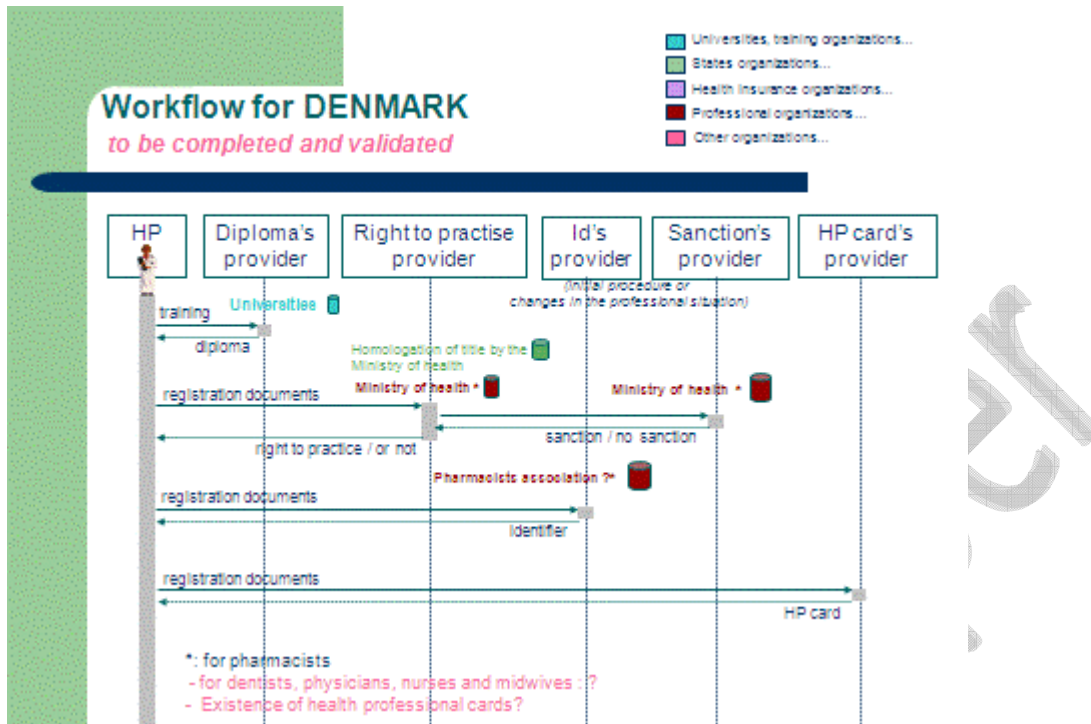 Universities, training organizations...
States organizations...
Health Insurance organizations...
Professional organizations...
Other organizations...
Workflow for DENMARK
to be completed and validated
HP
Diploma's
provider
Right to practise
provider
Id's
provider
Sanction's
provider
HP card's
provider
(Initial procedure or
changes in the professional situation)
Universities
training
diploma
Homologation of title by the
Ministry of health
Ministry of health *
Ministry of health *
registration documents
sanction / no sanction
right to practice / or not
Pharmacists association ?*
registration documents
Identifier
registration documents
HP card
*: for pharmacists
- for dentists, physicians, nurses and midwives : ?
- Existence of health professional cards?